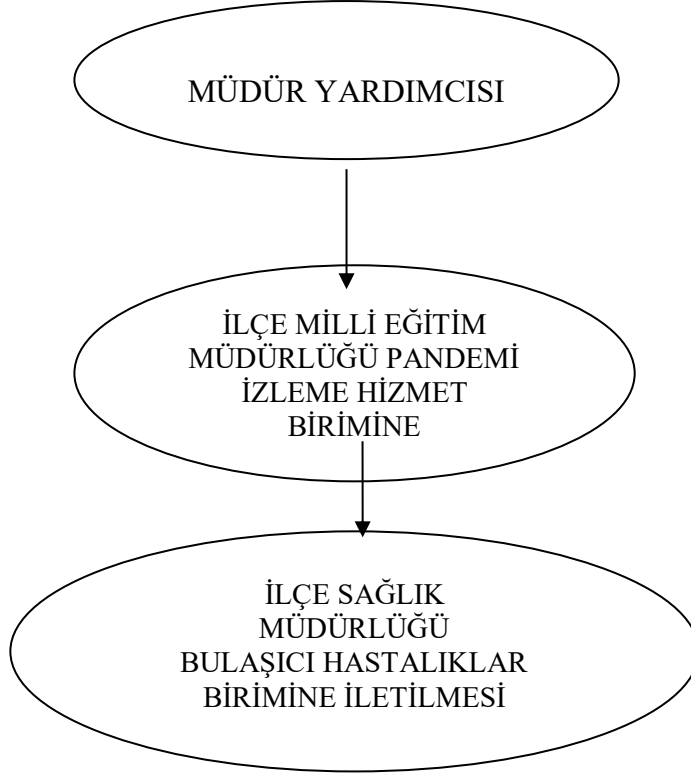 MÜDÜR YARDIMCISI
İLÇE MİLLİ EĞİTİM
MÜDÜRLÜĞÜ PANDEMİ
İZLEME HİZMET
BİRİMİNE
İLÇE SAĞLIK
MÜDÜRLÜĞÜ
BULAŞICI HASTALIKLAR
BİRİMİNE İLETİLMESİ